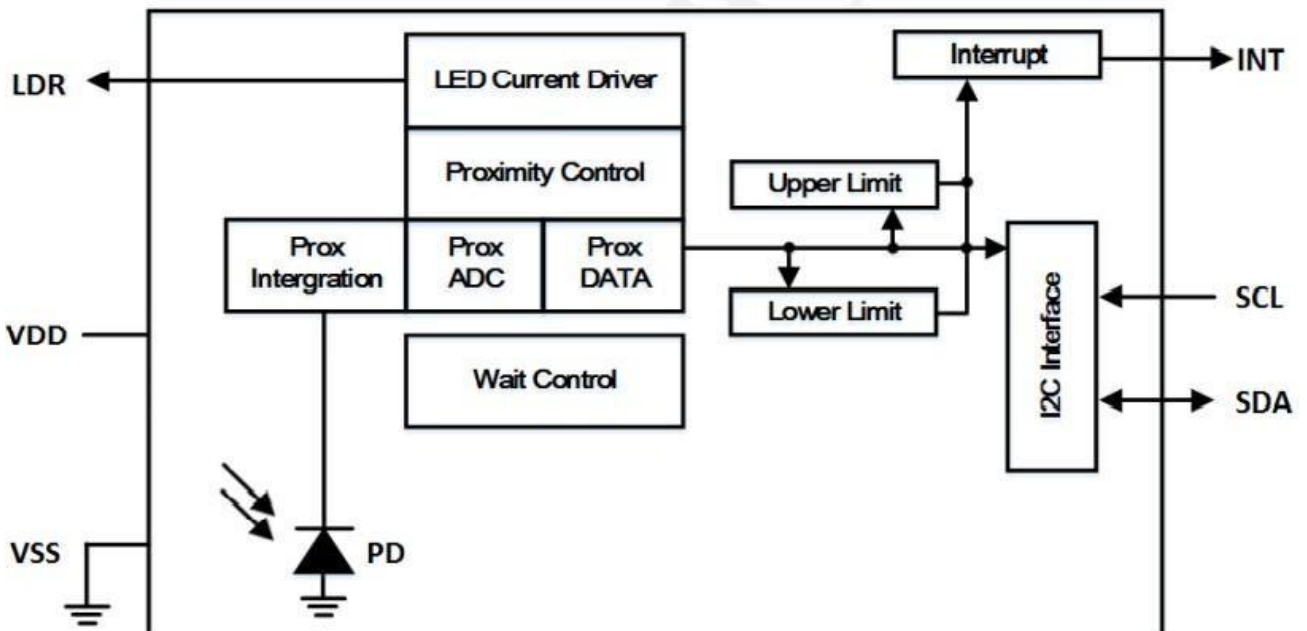 LDR
LED Current Driver
Interrupt
INT
Proximity Control
Upper Limit
Prox
Intergration
Prox
ADC
Prox
DATA
Lower Limit
I2C Interface
SCL
VDD
Wait Control
SDA
VSS
PD